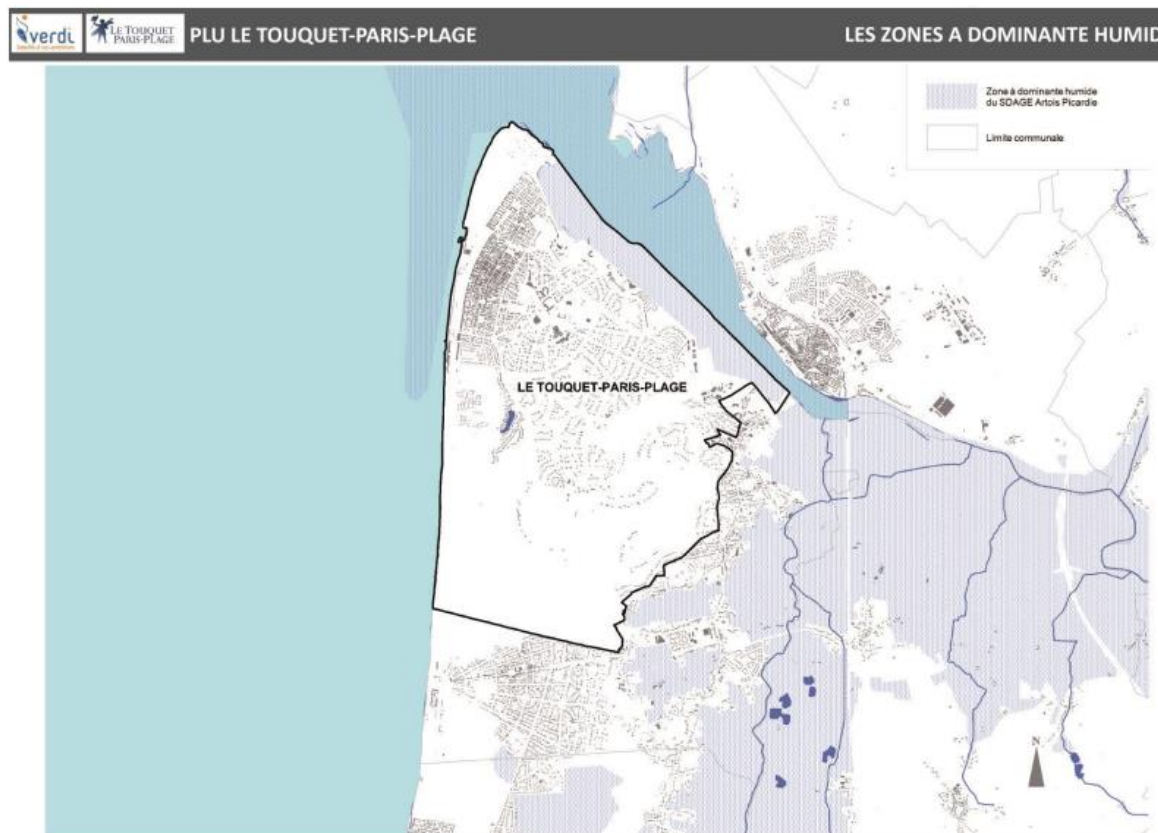 verdi
LE TOUQUET
PARIS-PLAGE
PLU LE TOUQUET-PARIS-PLAGE
LES ZONES A DOMINANTE HUMID
Zone à dominante humide
du SDAGE Artois Picardie
Limite communale
LE TOUQUET-PARIS-PLAGE
N